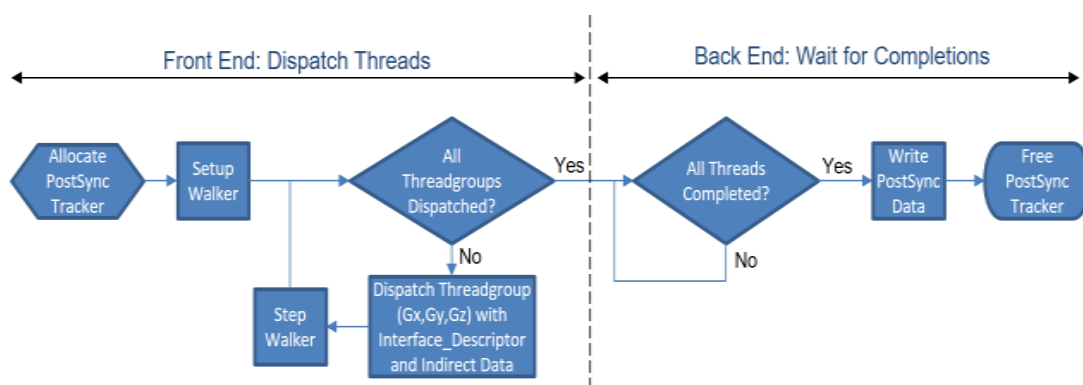 Front End: Dispatch Threads
Back End: Wait for Completions
Allocate
PostSync
Tracker
Setup
Walker
All
Threadgroups
Dispatched?
Yes
All Threads
Completed?
Yes
Write
PostSync
Data
Free
PostSync
Tracker
No
No
Step
Walker
Dispatch Threadgroup
(Gx,Gy,Gz) with
Interface_Descriptor
and Indirect Data